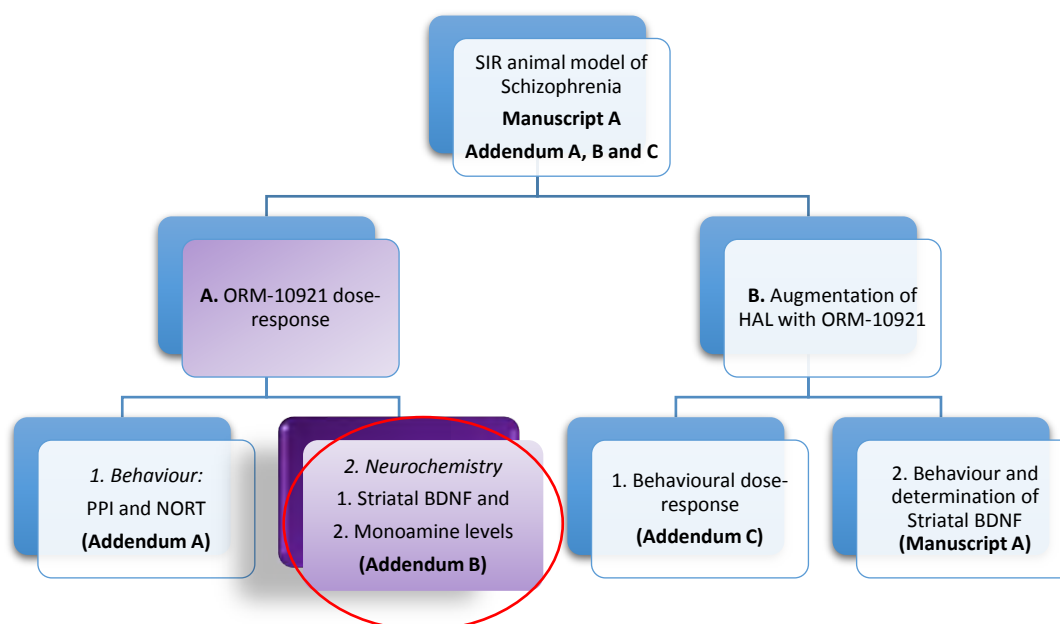 SIR animal model of
Schizophrenia
Manuscript A
Addendum A, B and C
A. ORM-10921 dose-
response
B. Augmentation of
HAL with ORM-10921
1. Behaviour:
PPI and NORT
(Addendum A)
2. Neurochemistry
1. Striatal BDNF and
2. Monoamine levels
(Addendum B)
1. Behavioural dose-
response
(Addendum C)
2. Behaviour and
determination of
Striatal BDNF
(Manuscript A)